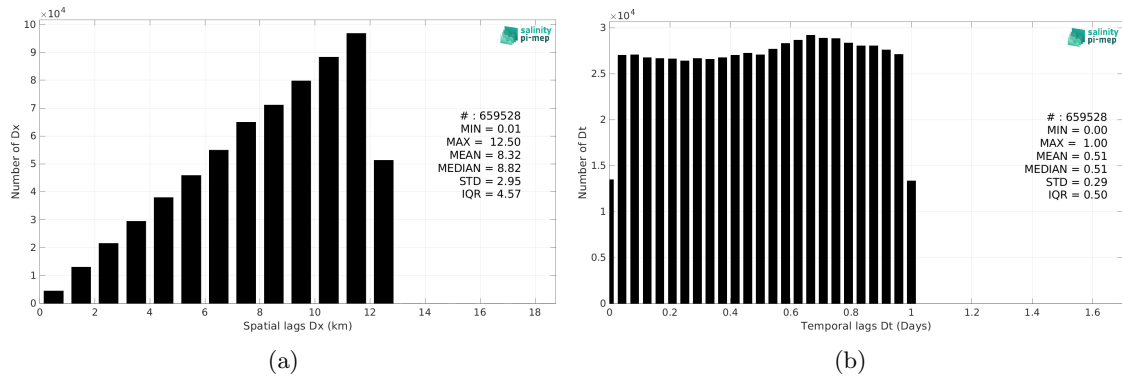 ×10⁴
10
9
8
7
6
5
4
3
2
1
0
Number of Dx
salinity
pi-mep
# : 659528
MIN = 0.01
MAX = 12.50
MEAN = 8.32
MEDIAN = 8.82
STD = 2.95
IQR = 4.57
0 2 4 6 8 10 12 14 16 18
Spatial lags Dx (km)
(a)
×10⁴
3
2.5
2
1.5
1
0.5
0
Number of Dt
salinity
pi-mep
# : 659528
MIN = 0.00
MAX = 1.00
MEAN = 0.51
MEDIAN = 0.51
STD = 0.29
IQR = 0.50
0 0.2 0.4 0.6 0.8 1 1.2 1.4 1.6
Temporal lags Dt (Days)
(b)